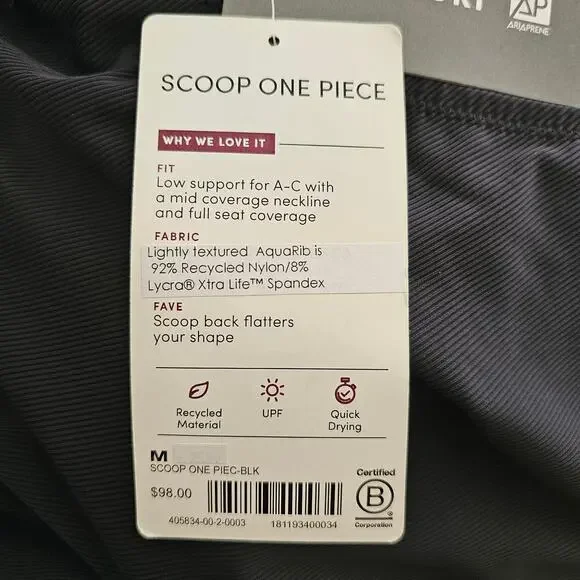 AP
ARIAPRENE
SCOOP ONE PIECE
WHY WE LOVE IT
FIT
Low support for A-C with
a mid coverage neckline
and full seat coverage
FABRIC
Lightly textured AquaRib is
92% Recycled Nylon/8%
Lycra® Xtra Life™ Spandex
FAVE
Scoop back flatters
your shape
Recycled
Material
UPF
Quick
Drying
M
SCOOP ONE PIEC-BLK
$98.00
405834-00-2-0003
181193400034
Certified
B
®
Corporation